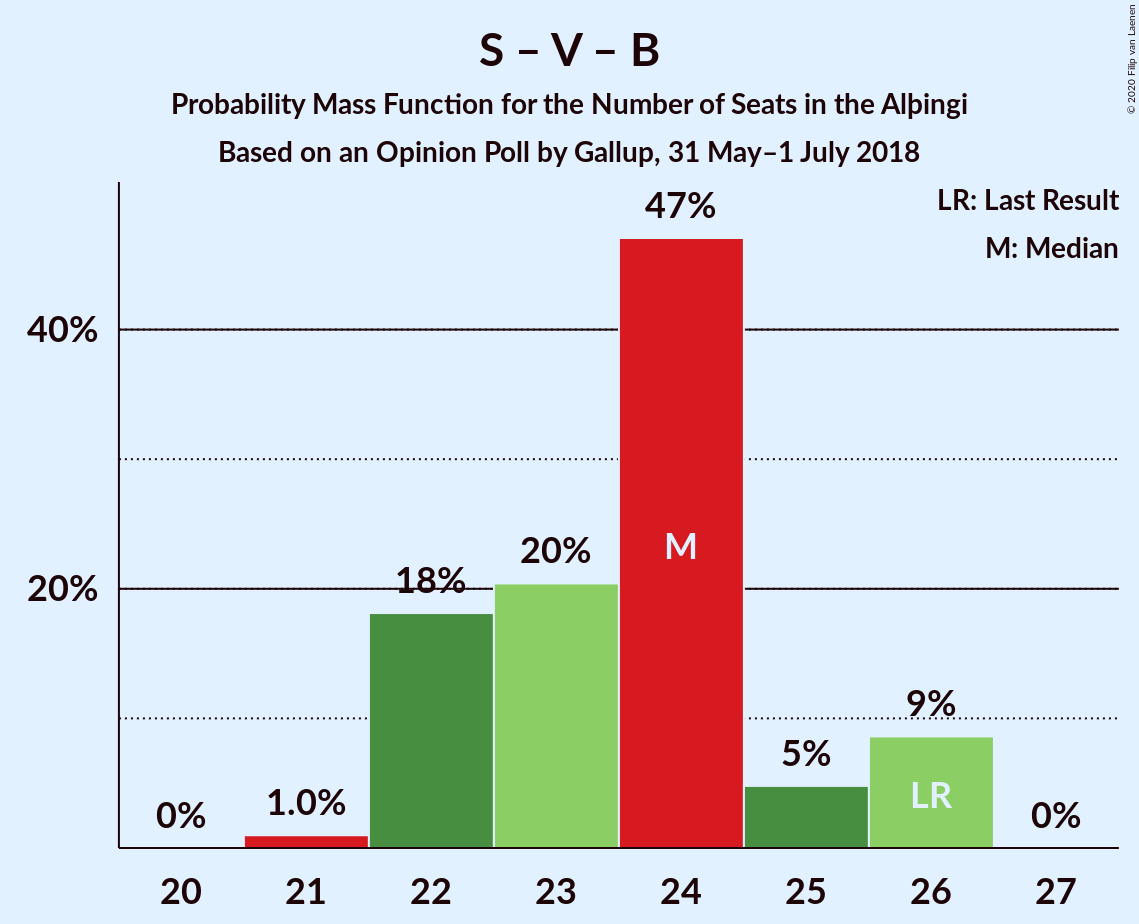 S – V – B
Probability Mass Function for the Number of Seats in the Alþingi
Based on an Opinion Poll by Gallup, 31 May–1 July 2018
© 2020 Filip van Laenen
LR: Last Result
M: Median
40%
20%
0%
1.0%
18%
20%
47%
M
5%
9%
LR
0%
20
21
22
23
24
25
26
27